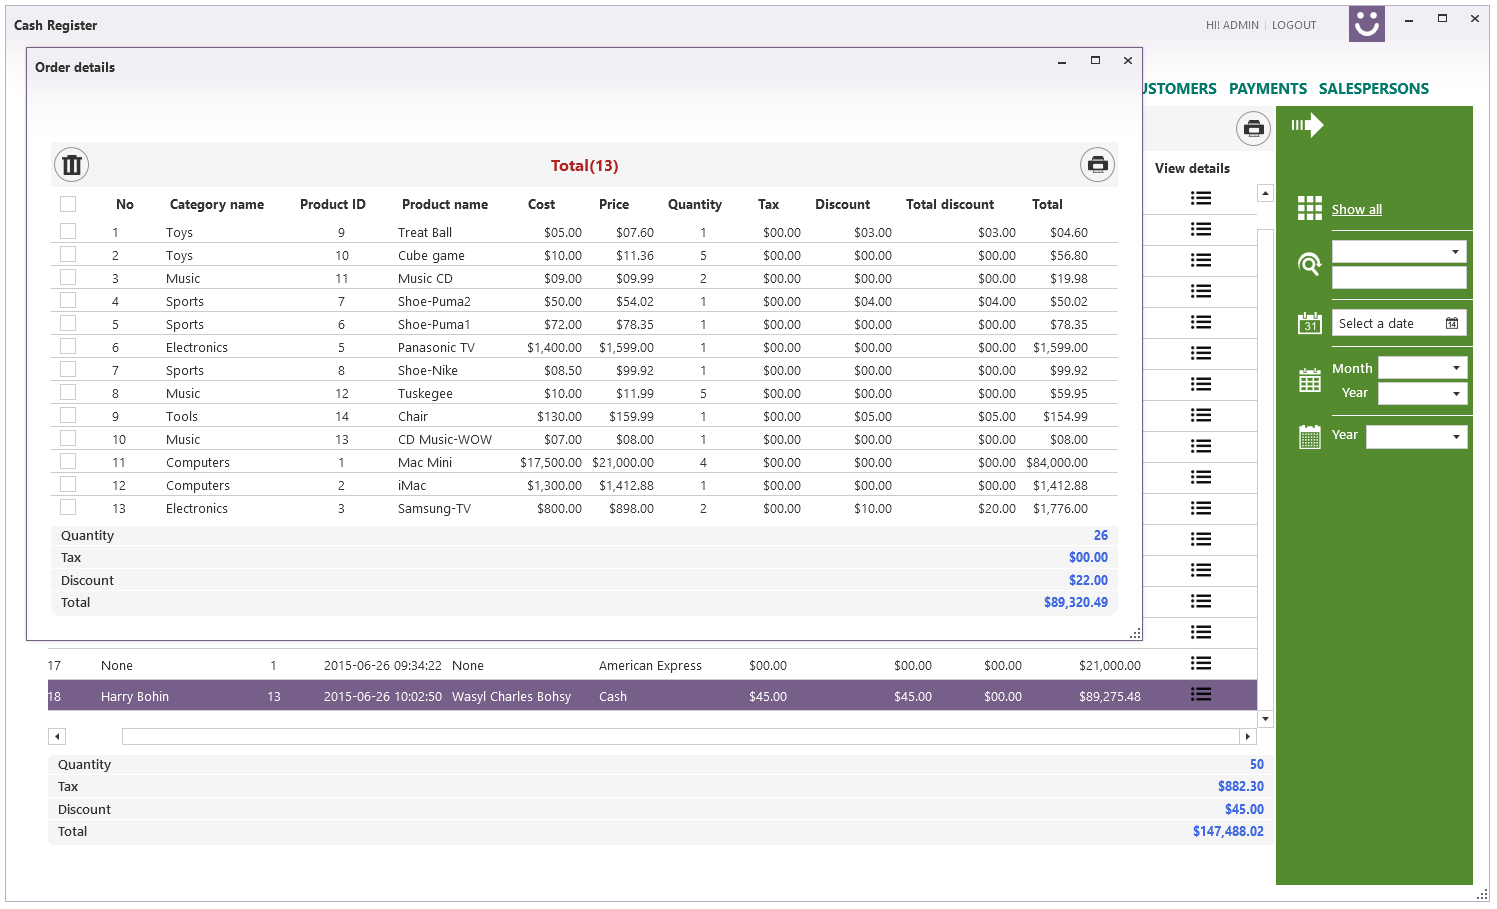 Cash Register
HI! ADMIN | LOGOUT
Order details
USTOMERS PAYMENTS SALESPERSONS
Total(13)
View details
No Category name Product ID Product name Cost Price Quantity Tax Discount Total discount Total
1 Toys 9 Treat Ball $05.00 $07.60 1 $00.00 $03.00 $03.00 $04.60
2 Toys 10 Cube game $10.00 $11.36 5 $00.00 $00.00 $00.00 $56.80
3 Music 11 Music CD $09.00 $09.99 2 $00.00 $00.00 $00.00 $19.98
4 Sports 7 Shoe-Puma2 $50.00 $54.02 1 $00.00 $04.00 $04.00 $50.02
5 Sports 6 Shoe-Puma1 $72.00 $78.35 1 $00.00 $00.00 $00.00 $78.35
6 Electronics 5 Panasonic TV $1,400.00 $1,599.00 1 $00.00 $00.00 $00.00 $1,599.00
7 Sports 8 Shoe-Nike $08.50 $99.92 1 $00.00 $00.00 $00.00 $99.92
8 Music 12 Tuskegee $10.00 $11.99 5 $00.00 $00.00 $00.00 $59.95
9 Tools 14 Chair $130.00 $159.99 1 $00.00 $05.00 $05.00 $154.99
10 Music 13 CD Music-WOW $07.00 $08.00 1 $00.00 $00.00 $00.00 $08.00
11 Computers 1 Mac Mini $17,500.00 $21,000.00 4 $00.00 $00.00 $00.00 $84,000.00
12 Computers 2 iMac $1,300.00 $1,412.88 1 $00.00 $00.00 $00.00 $1,412.88
13 Electronics 3 Samsung-TV $800.00 $898.00 2 $00.00 $10.00 $20.00 $1,776.00
Quantity 26
Tax $00.00
Discount $22.00
Total $89,320.49
17 None 1 2015-06-26 09:34:22 None American Express $00.00 $00.00 $00.00 $21,000.00
18 Harry Bohin 13 2015-06-26 10:02:50 Wasyl Charles Bohsy Cash $45.00 $45.00 $00.00 $89,275.48
Quantity 50
Tax $882.30
Discount $45.00
Total $147,488.02
Show all
31 Select a date 14
Month
Year
Year